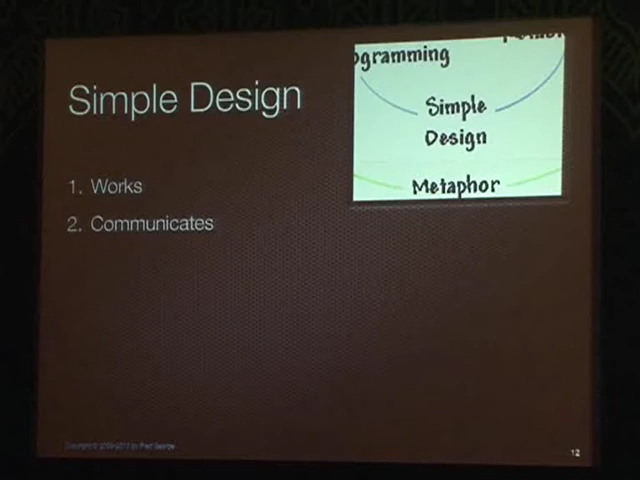 Simple Design
ogramming
Simple
Design
Metaphor
1. Works
2. Communicates
12